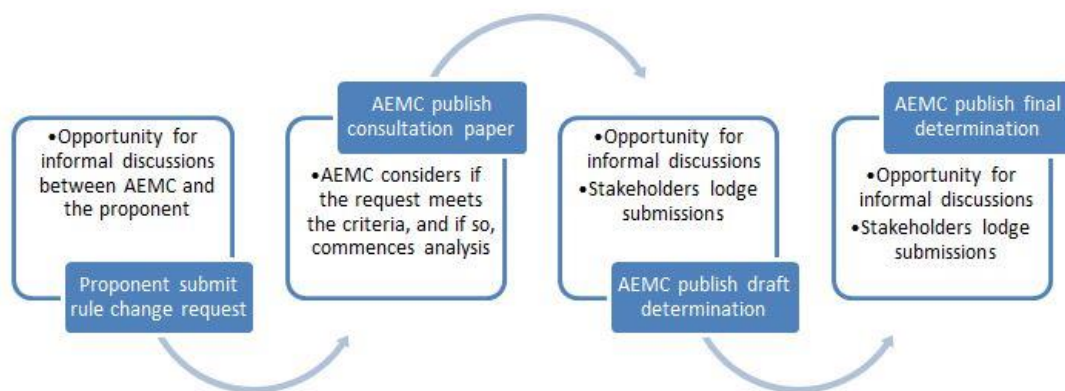 •Opportunity for
informal discussions
between AEMC and
the proponent
Proponent submit
rule change request
AEMC publish
consultation paper
•AEMC considers if
the request meets
the criteria, and if so,
commences analysis
•Opportunity for
informal discussions
•Stakeholders lodge
submissions
AEMC publish draft
determination
AEMC publish final
determination
•Opportunity for
informal discussions
•Stakeholders lodge
submissions